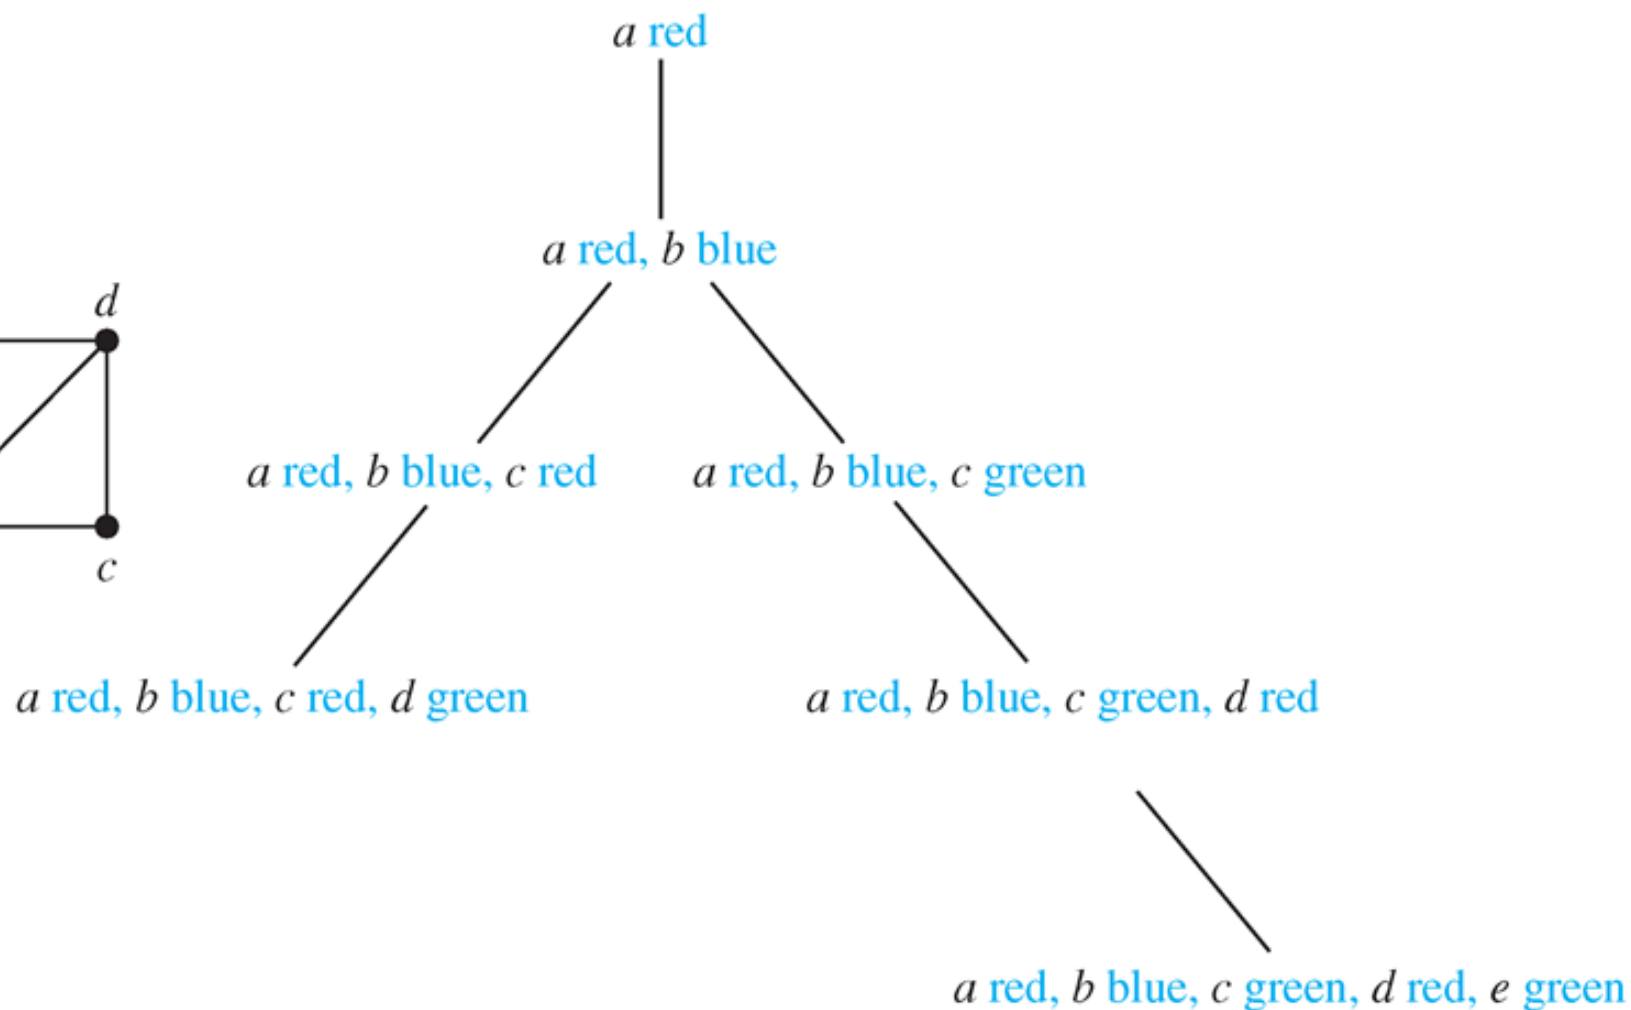 a red
a red, b blue
d
a red, b blue, c red
a red, b blue, c green
c
a red, b blue, c red, d green
a red, b blue, c green, d red
a red, b blue, c green, d red, e green